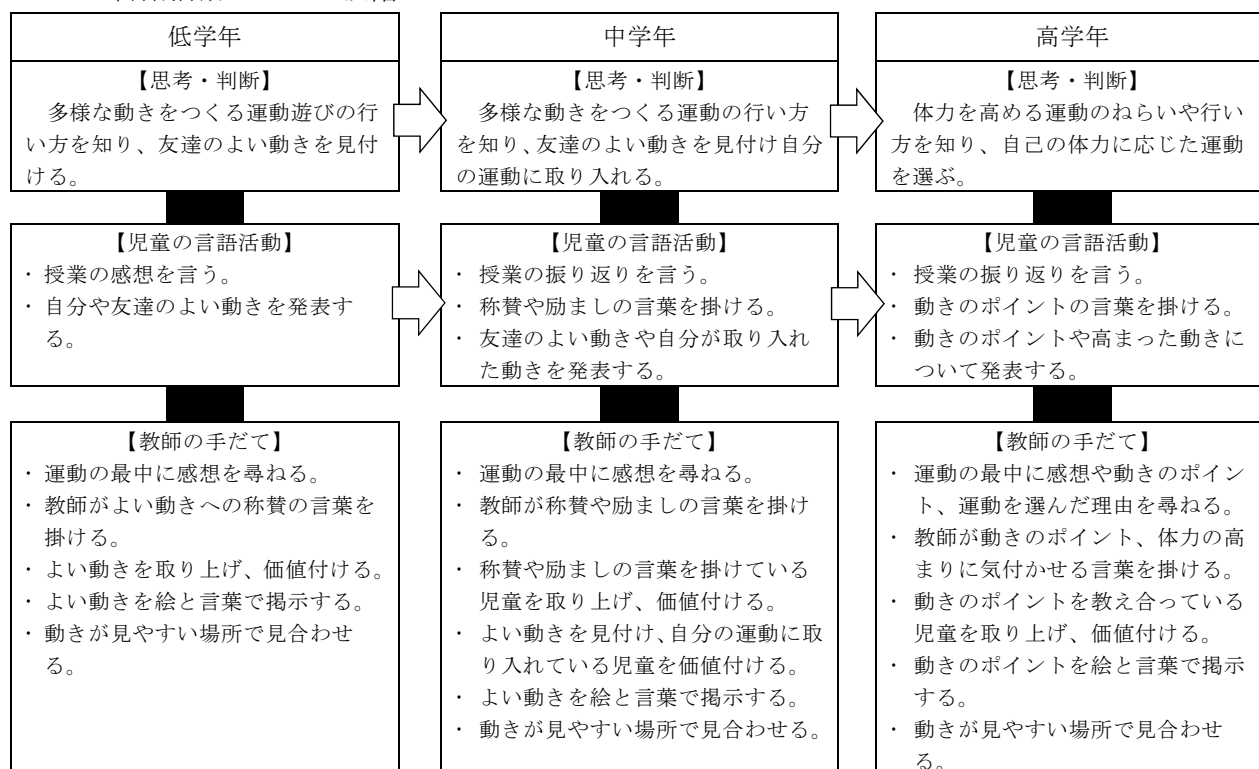 低学年
【思考・判断】
多様な動きをつくる運動遊びの行
い方を知り、友達のよい動きを見付
ける。
【児童の言語活動】
・ 授業の感想を言う。
・ 自分や友達のよい動きを発表す
る。
【教師の手だて】
・ 運動の最中に感想を尋ねる。
・ 教師がよい動きへの称賛の言葉を
掛ける。
・ よい動きを取り上げ、価値付ける。
・ よい動きを絵と言葉で掲示する。
・ 動きが見やすい場所で見合わせ
る。
中学年
【思考・判断】
多様な動きをつくる運動の行い方
を知り、友達のよい動きを見付け自分
の運動に取り入れる。
【児童の言語活動】
・ 授業の振り返りを言う。
・ 称賛や励ましの言葉を掛ける。
・ 友達のよい動きや自分が取り入れ
た動きを発表する。
【教師の手だて】
・ 運動の最中に感想を尋ねる。
・ 教師が称賛や励ましの言葉を掛け
る。
・ 称賛や励ましの言葉を掛けている
児童を取り上げ、価値付ける。
・ よい動きを見付け、自分の運動に取
り入れている児童を価値付ける。
・ よい動きを絵と言葉で掲示する。
・ 動きが見やすい場所で見合わせる。
高学年
【思考・判断】
体力を高める運動のねらいや行い
方を知り、自己の体力に応じた運動
を選ぶ。
【児童の言語活動】
・ 授業の振り返りを言う。
・ 動きのポイントの言葉を掛ける。
・ 動きのポイントや高まった動きに
ついて発表する。
【教師の手だて】
・ 運動の最中に感想や動きのポイン
ト、運動を選んだ理由を尋ねる。
・ 教師が動きのポイント、体力の高
まりに気付かせる言葉を掛ける。
・ 動きのポイントを教え合っている
児童を取り上げ、価値付ける。
・ 動きのポイントを絵と言葉で掲示
する。
・ 動きが見やすい場所で見合わせ
る。